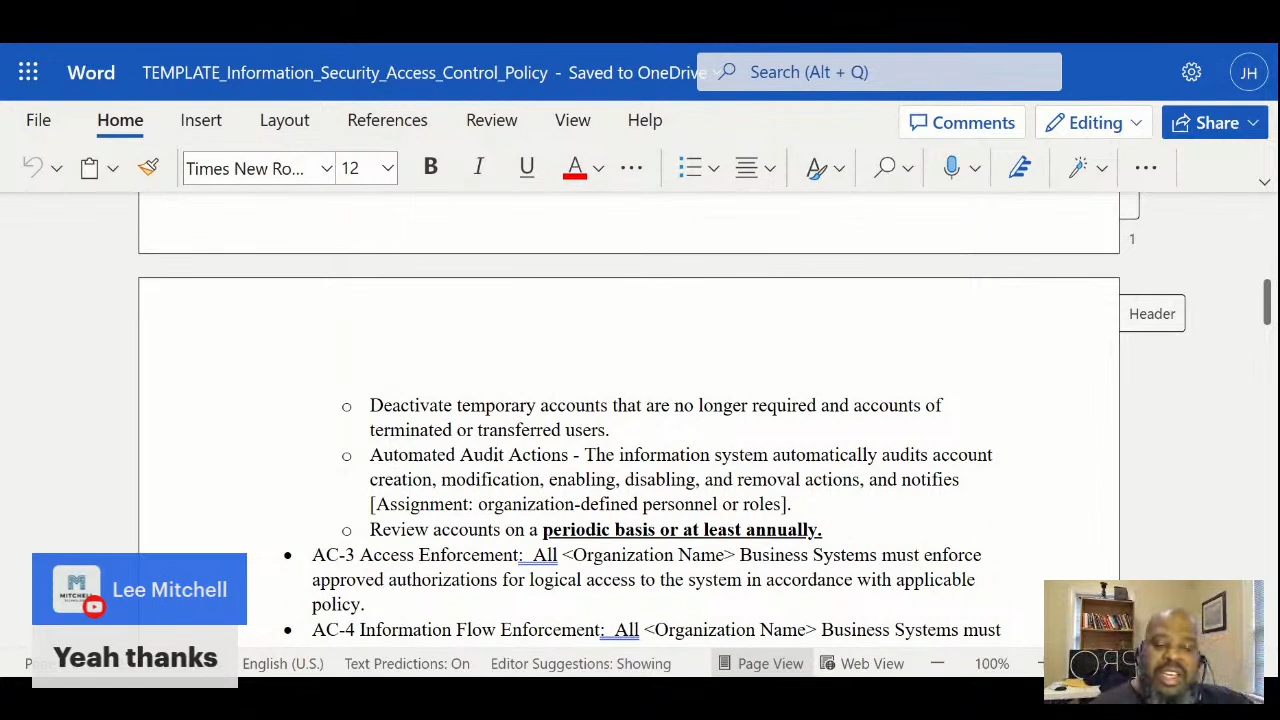 Word TEMPLATE_Information_Security_Access_Control_Policy - Saved to OneDrive Search (Alt + Q) JH
File Home Insert Layout References Review View Help Comments Editing Share
Times New Ro... 12 B I U A
1
Header
o Deactivate temporary accounts that are no longer required and accounts of
terminated or transferred users.
o Automated Audit Actions - The information system automatically audits account
creation, modification, enabling, disabling, and removal actions, and notifies
[Assignment: organization-defined personnel or roles].
o Review accounts on a periodic basis or at least annually.
• AC-3 Access Enforcement: All <Organization Name> Business Systems must enforce
approved authorizations for logical access to the system in accordance with applicable
policy.
• AC-4 Information Flow Enforcement: All <Organization Name> Business Systems must
MITCHELL
Lee Mitchell
Yeah thanks
English (U.S.) Text Predictions: On Editor Suggestions: Showing Page View Web View 100%